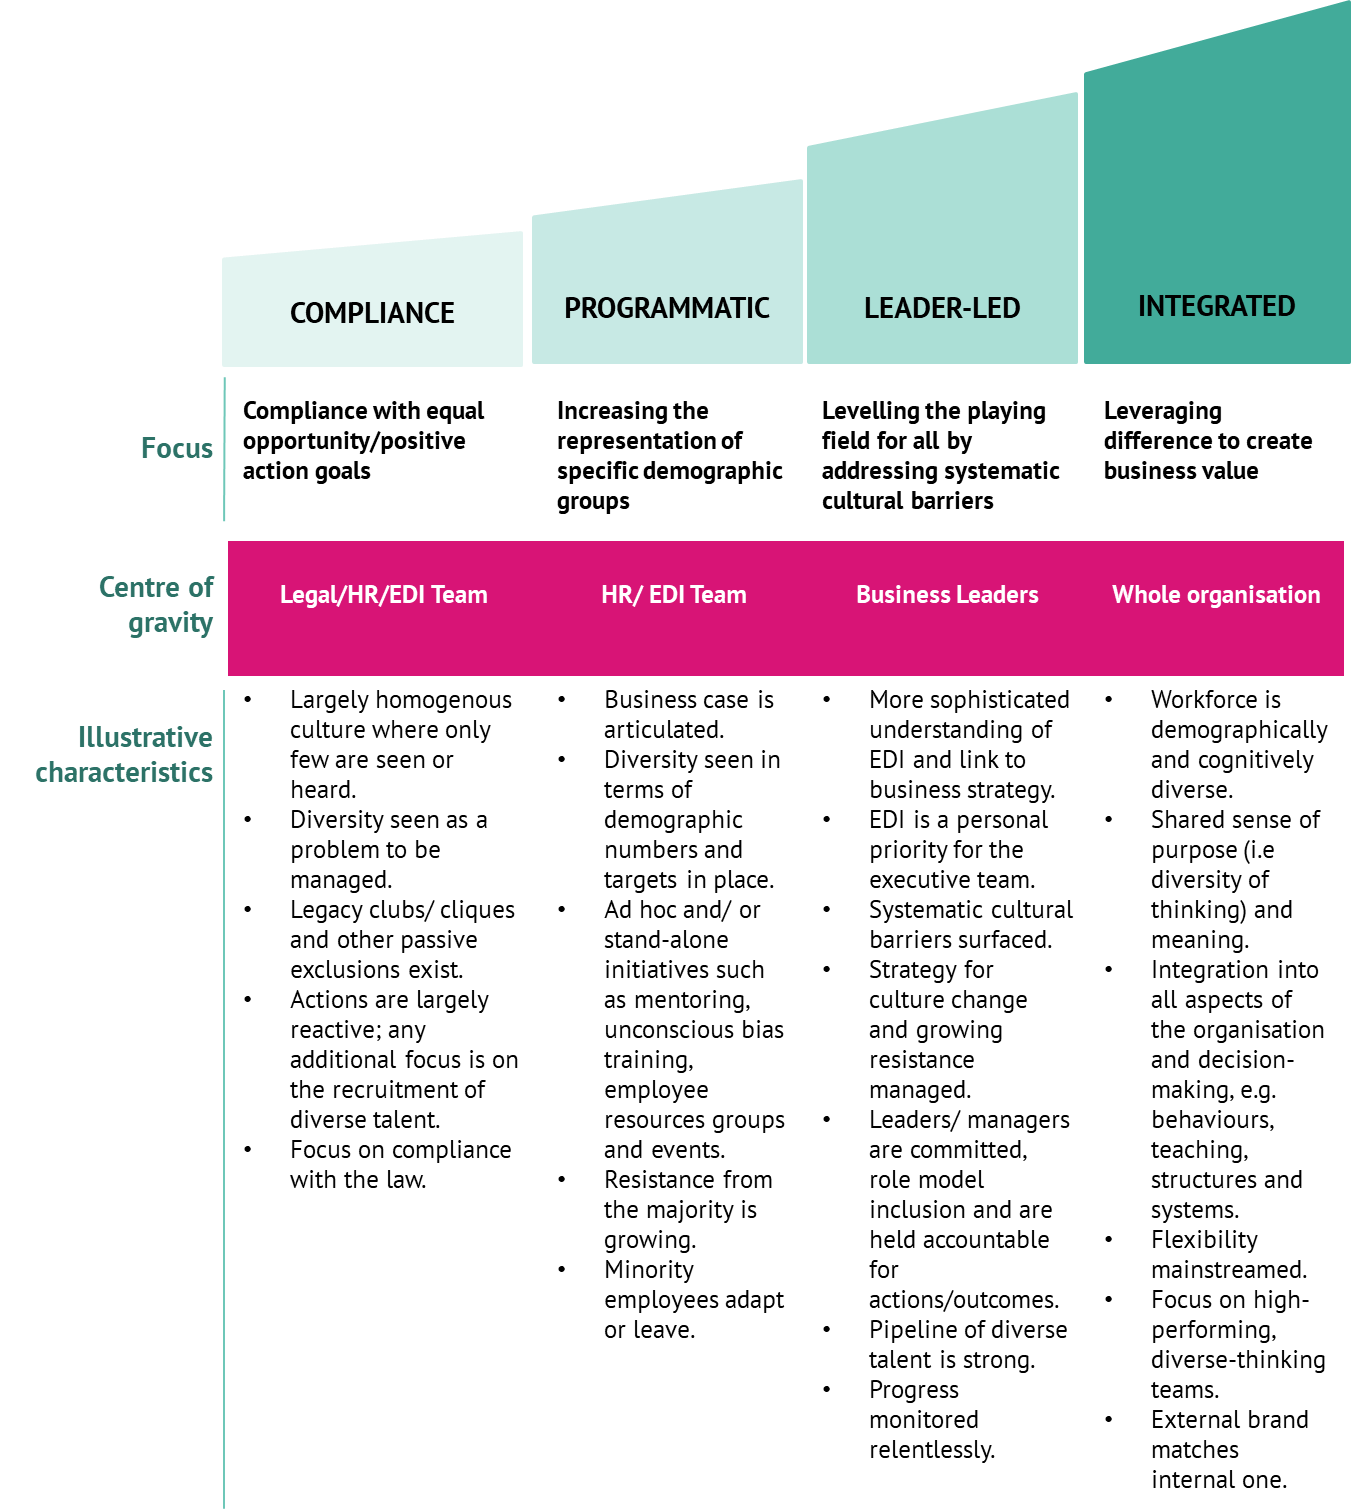 COMPLIANCE
PROGRAMMATIC
LEADER-LED
INTEGRATED
Focus
Compliance with equal
opportunity/positive
action goals
Increasing the
representation of
specific demographic
groups
Levelling the playing
field for all by
addressing systematic
cultural barriers
Leveraging
difference to create
business value
Centre of
gravity
Legal/HR/EDI Team
HR/ EDI Team
Business Leaders
Whole organisation
Illustrative
characteristics
• Largely homogenous
culture where only
few are seen or
heard.
• Diversity seen as a
problem to be
managed.
• Legacy clubs/ cliques
and other passive
exclusions exist.
• Actions are largely
reactive; any
additional focus is on
the recruitment of
diverse talent.
• Focus on compliance
with the law.
• Business case is
articulated.
• Diversity seen in
terms of
demographic
numbers and
targets in place.
• Ad hoc and/ or
stand-alone
initiatives such
as mentoring,
unconscious bias
training,
employee
resources groups
and events.
• Resistance from
the majority is
growing.
• Minority
employees adapt
or leave.
• More sophisticated
understanding of
EDI and link to
business strategy.
• EDI is a personal
priority for the
executive team.
• Systematic cultural
barriers surfaced.
• Strategy for
culture change
and growing
resistance
managed.
• Leaders/ managers
are committed,
role model
inclusion and are
held accountable
for
actions/outcomes.
• Pipeline of diverse
talent is strong.
• Progress
monitored
relentlessly.
• Workforce is
demographically
and cognitively
diverse.
• Shared sense of
purpose (i.e
diversity of
thinking) and
meaning.
• Integration into
all aspects of
the organisation
and decision-
making, e.g.
behaviours,
teaching,
structures and
systems.
• Flexibility
mainstreamed.
• Focus on high-
performing,
diverse-thinking
teams.
• External brand
matches
internal one.